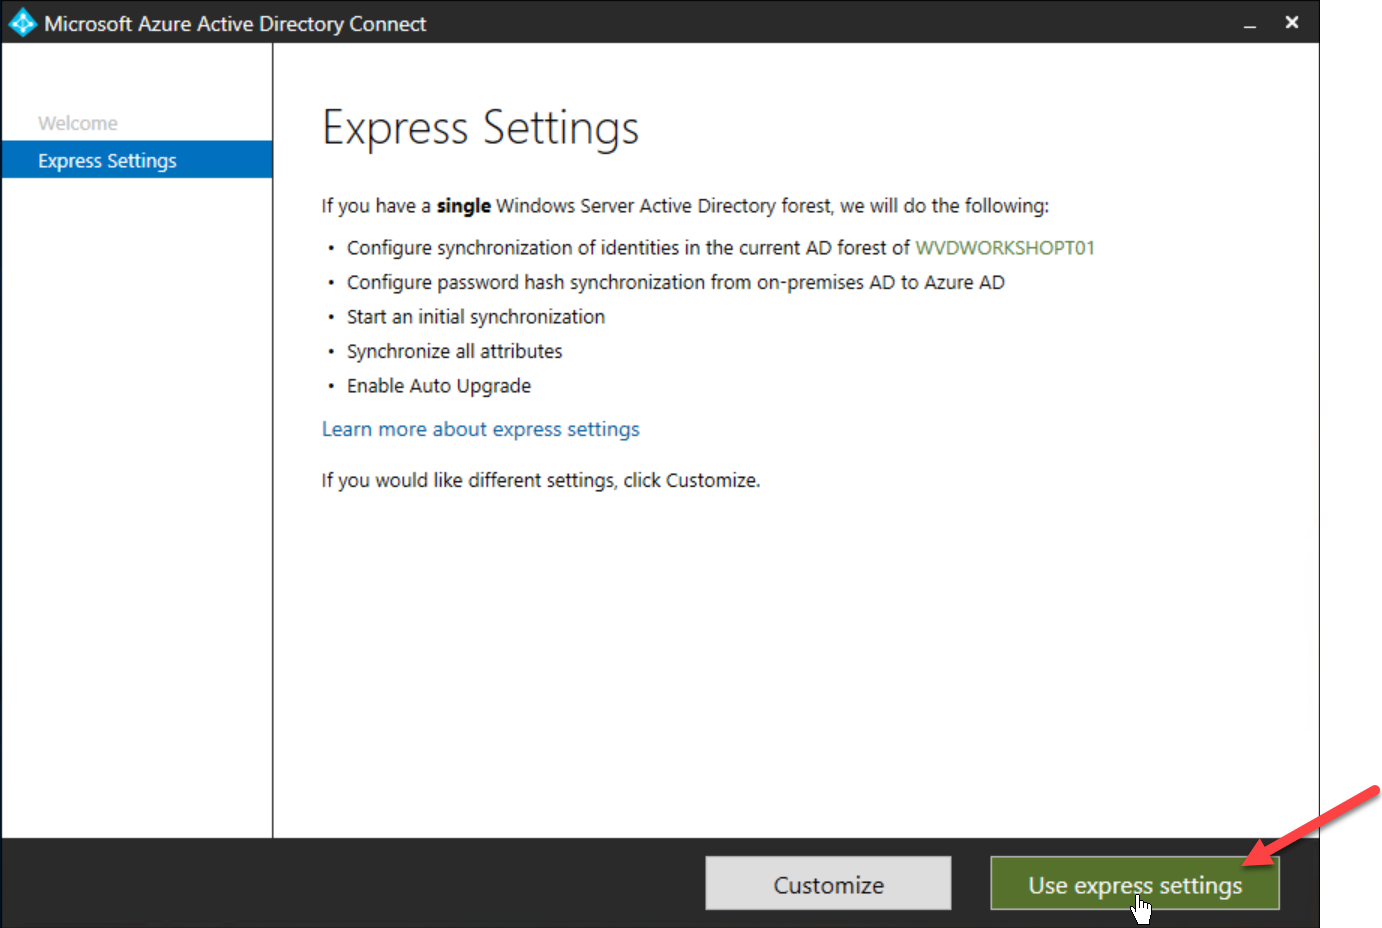 Microsoft Azure Active Directory Connect
Welcome
Express Settings
Express Settings
If you have a single Windows Server Active Directory forest, we will do the following:
• Configure synchronization of identities in the current AD forest of WVDWORKSHOPT01
• Configure password hash synchronization from on-premises AD to Azure AD
• Start an initial synchronization
• Synchronize all attributes
• Enable Auto Upgrade
Learn more about express settings
If you would like different settings, click Customize.
Customize
Use express settings